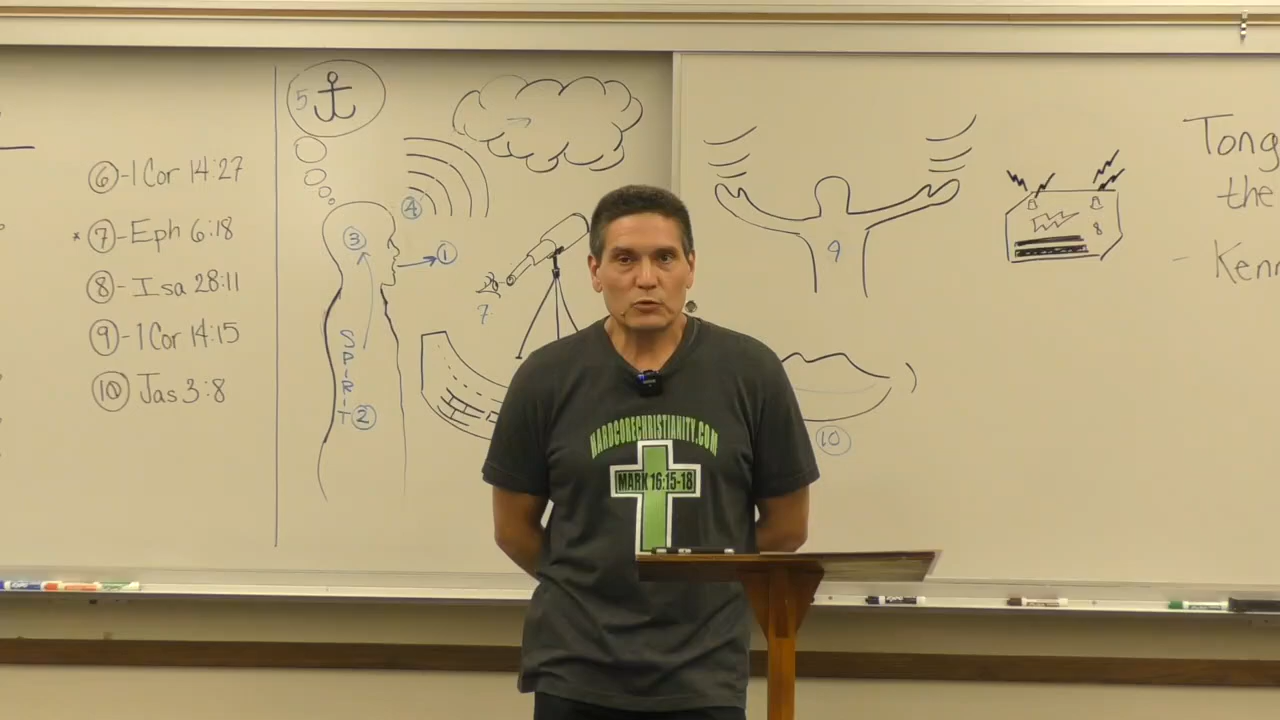 ⑥-1 Cor 14:27
* ⑦-Eph 6:18
⑧-Isa 28:11
⑨-1 Cor 14:15
⑩ Jas 3:8
5
④
③
①
SPIRIT
②
7
9
8
10
Tong
the
- Kenn
HARDCORECHRISTIANITY.COM
MARK 16:15-18